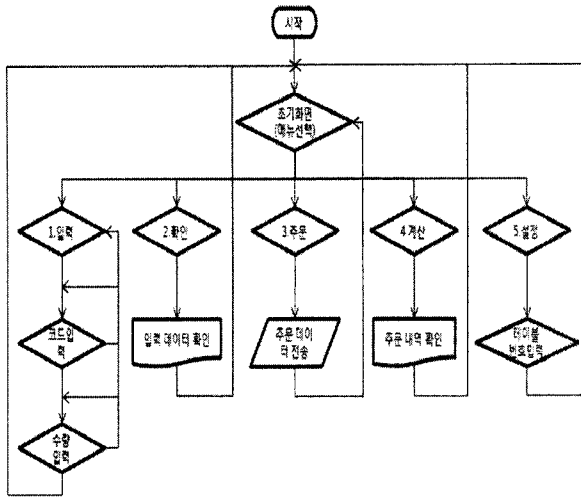 시작
초기화면
(메뉴선택)
1.입력
2.확인
3.주문
4.계산
5.설정
코드입
력
입력 데이터 확인
주문 데이
터 전송
주문 내역 확인
테이블
번호입력
수량
입력